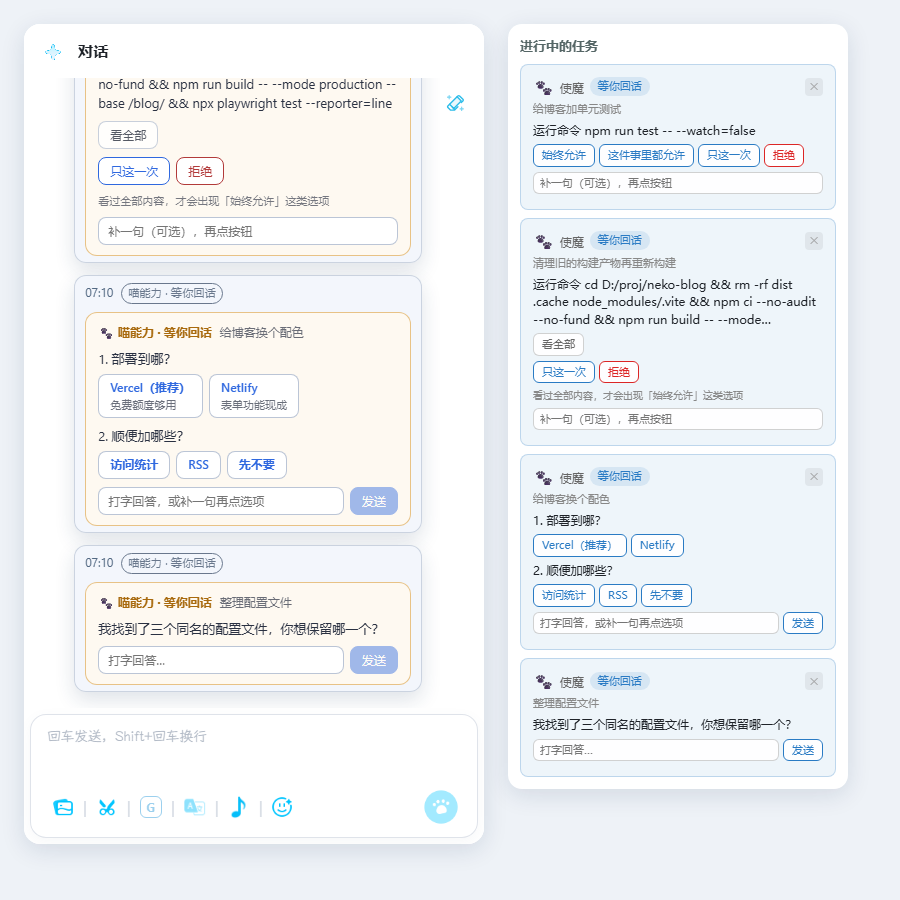 对话
no-fund && npm run build -- --mode production --
base /blog/ && npx playwright test --reporter=line
看全部
只这一次
拒绝
看过全部内容，才会出现「始终允许」这类选项
补一句（可选），再点按钮
07:10
喵能力 · 等你回话
喵能力 · 等你回话 给博客换个配色
1. 部署到哪？
Vercel（推荐）
免费额度够用
Netlify
表单功能现成
2. 顺便加哪些？
访问统计
RSS
先不要
打字回答，或补一句再点选项
发送
07:10
喵能力 · 等你回话
喵能力 · 等你回话 整理配置文件
我找到了三个同名的配置文件，你想保留哪一个？
打字回答...
发送
回车发送，Shift+回车换行
G
A
进行中的任务
使魔
等你回话
给博客加单元测试
运行命令 npm run test -- --watch=false
始终允许
这件事里都允许
只这一次
拒绝
补一句（可选），再点按钮
使魔
等你回话
清理旧的构建产物再重新构建
运行命令 cd D:/proj/neko-blog && rm -rf dist
.cache node_modules/.vite && npm ci --no-audit
--no-fund && npm run build -- --mode...
看全部
只这一次
拒绝
看过全部内容，才会出现「始终允许」这类选项
补一句（可选），再点按钮
使魔
等你回话
给博客换个配色
1. 部署到哪？
Vercel（推荐）
Netlify
2. 顺便加哪些？
访问统计
RSS
先不要
打字回答，或补一句再点选项
发送
使魔
等你回话
整理配置文件
我找到了三个同名的配置文件，你想保留哪一个？
打字回答...
发送